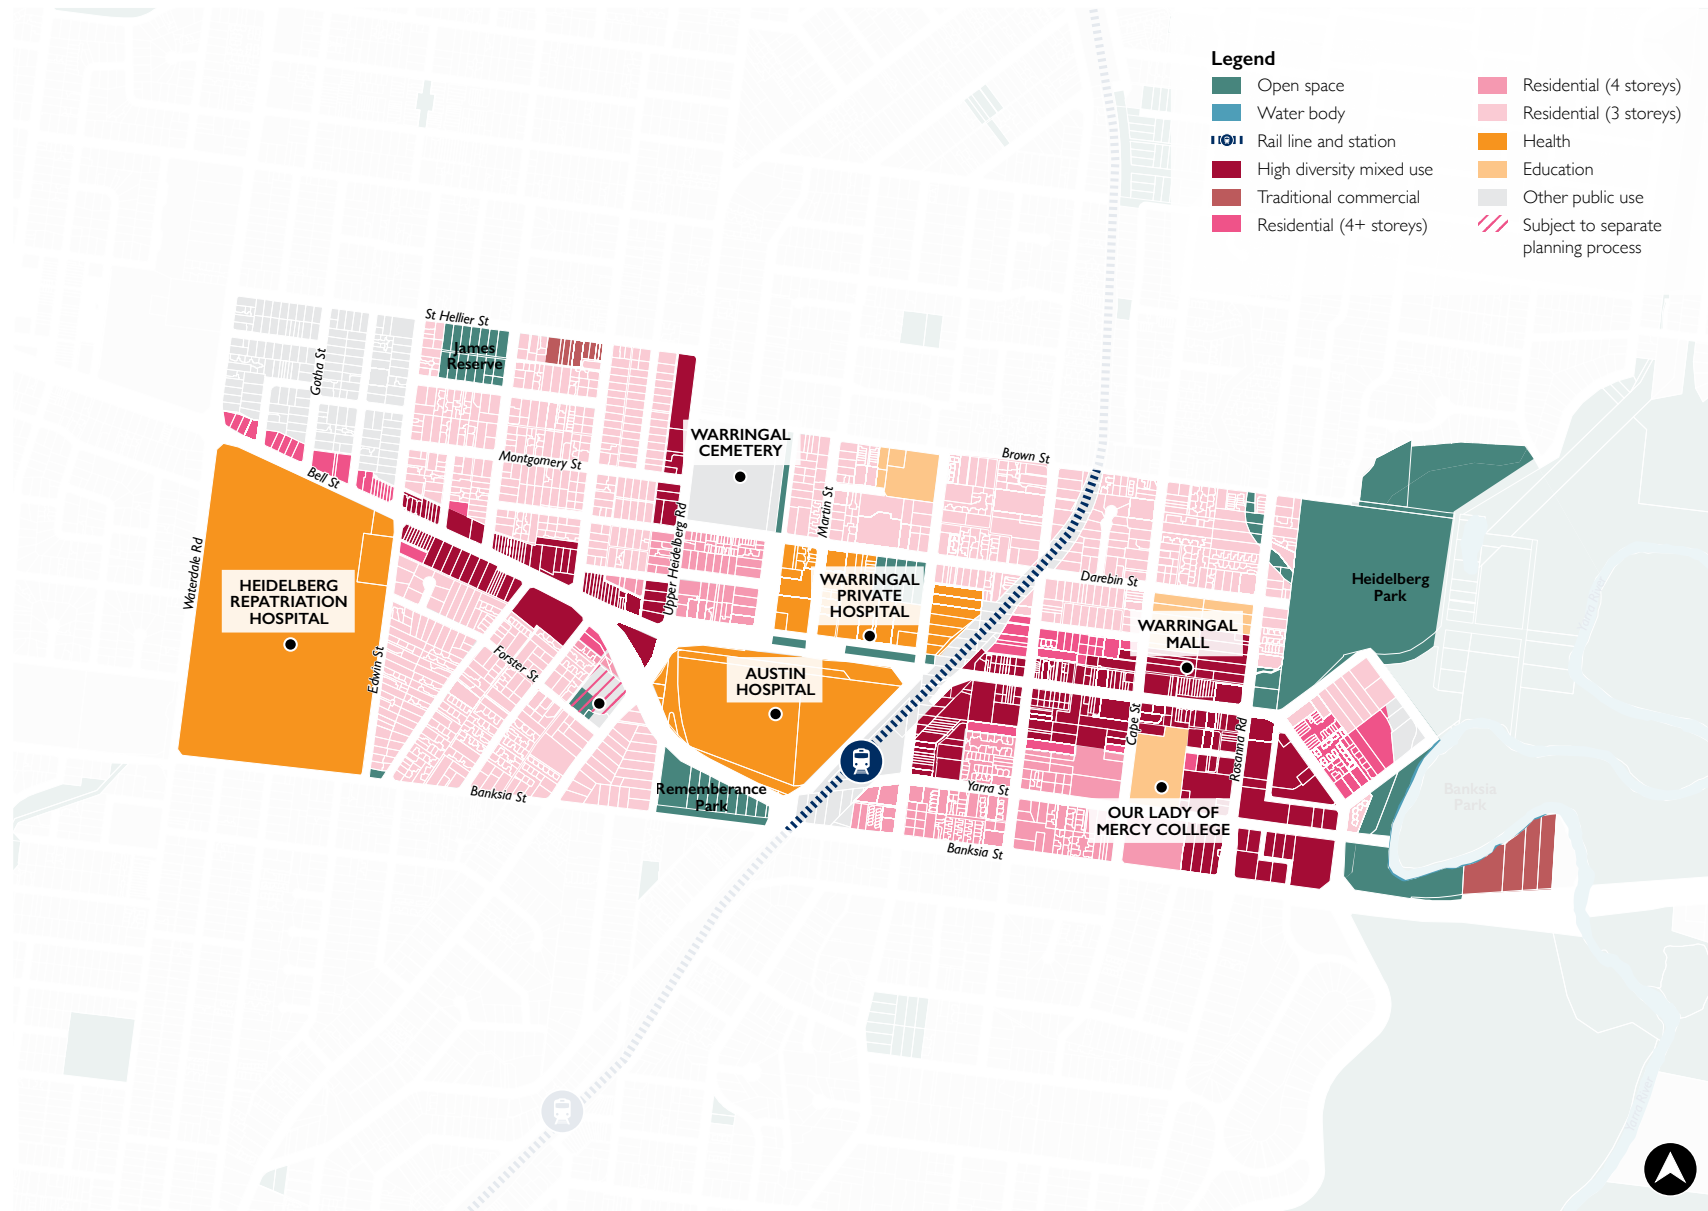 Legend
Open space
Water body
Rail line and station
High diversity mixed use
Traditional commercial
Residential (4+ storeys)
Residential (4 storeys)
Residential (3 storeys)
Health
Education
Other public use
Subject to separate
planning process
St Hellier St
James
Reserve
Gotha St
WARRINGAL
CEMETERY
Brown St
Montgomery St
Bell St
Martin St
Upper Heidelberg Rd
Waterdale Rd
HEIDELBERG
REPATRIATION
HOSPITAL
WARRINGAL
PRIVATE
HOSPITAL
Darebin St
Heidelberg
Park
WARRINGAL
MALL
Edwin St
Forster St
AUSTIN
HOSPITAL
Cape St
Rosanna Rd
Banksia St
Rememberance
Park
Yarra St
Banksia
Park
OUR LADY OF
MERCY COLLEGE
Banksia St